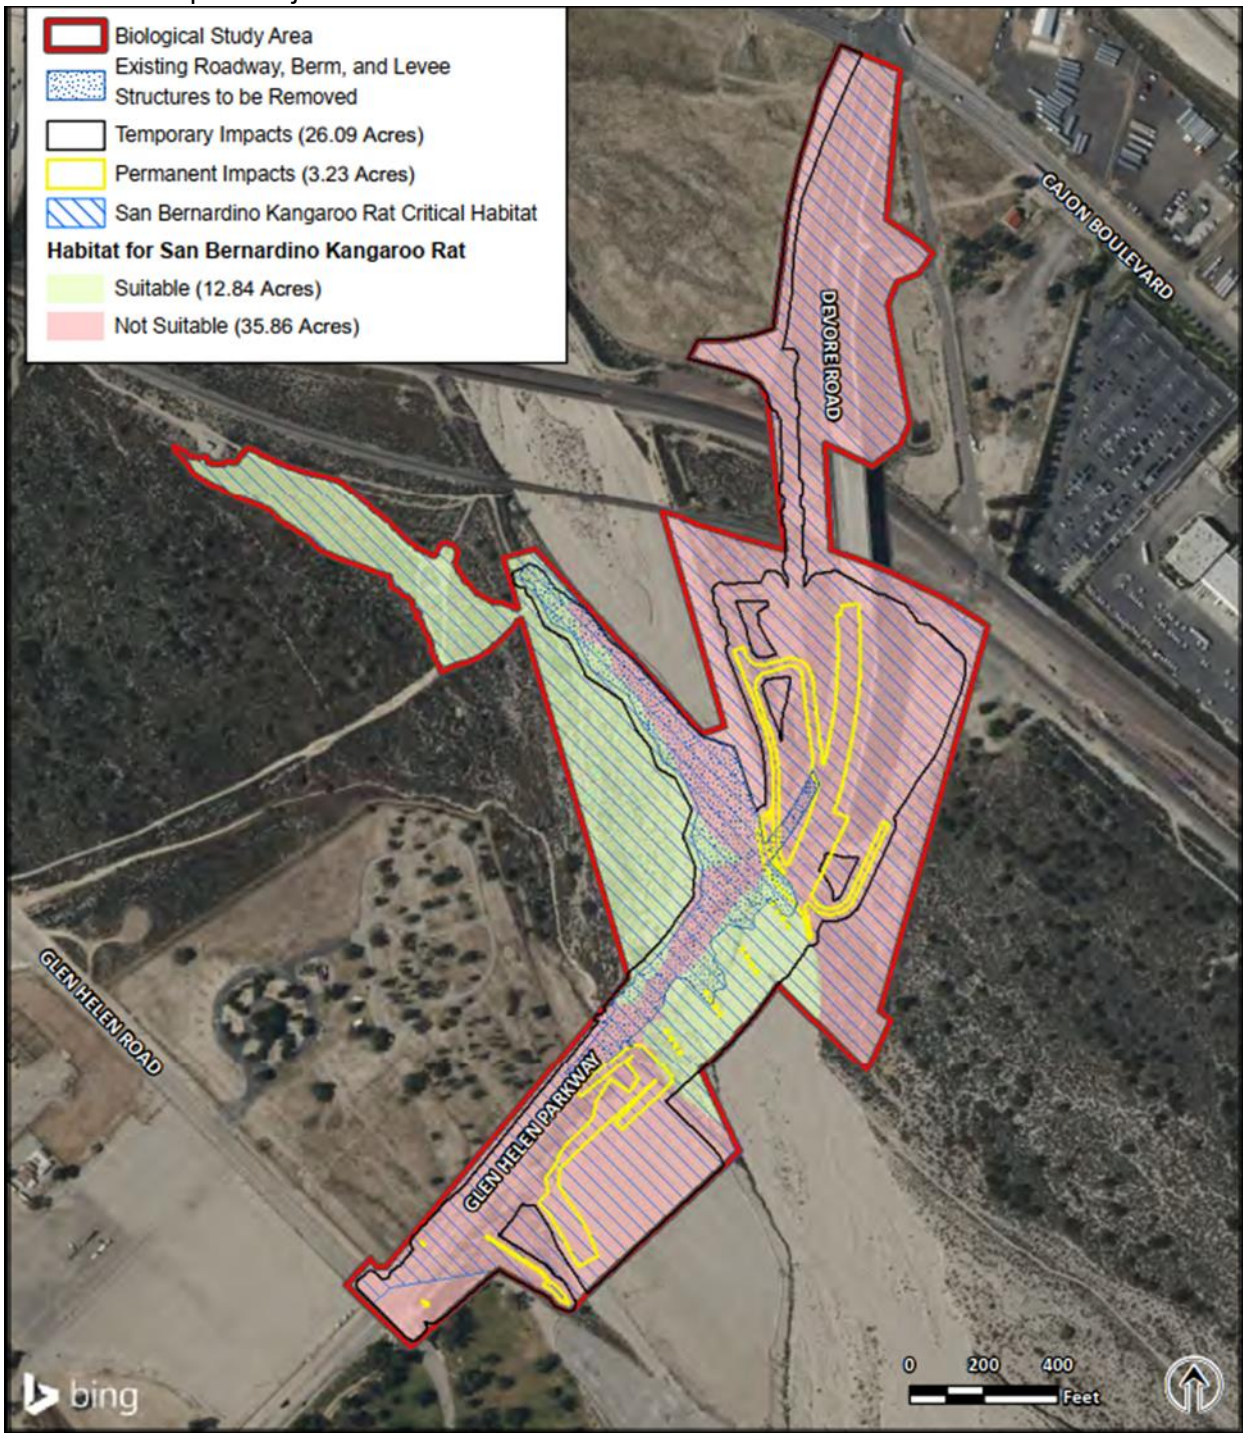 Biological Study Area
Existing Roadway, Berm, and Levee
Structures to be Removed
Temporary Impacts (26.09 Acres)
Permanent Impacts (3.23 Acres)
San Bernardino Kangaroo Rat Critical Habitat
Habitat for San Bernardino Kangaroo Rat
Suitable (12.84 Acres)
Not Suitable (35.86 Acres)
CAJON BOULEVARD
DEVORE ROAD
GLEN HELEN ROAD
GLEN HELEN PARKWAY
0 200 400
Feet
bing